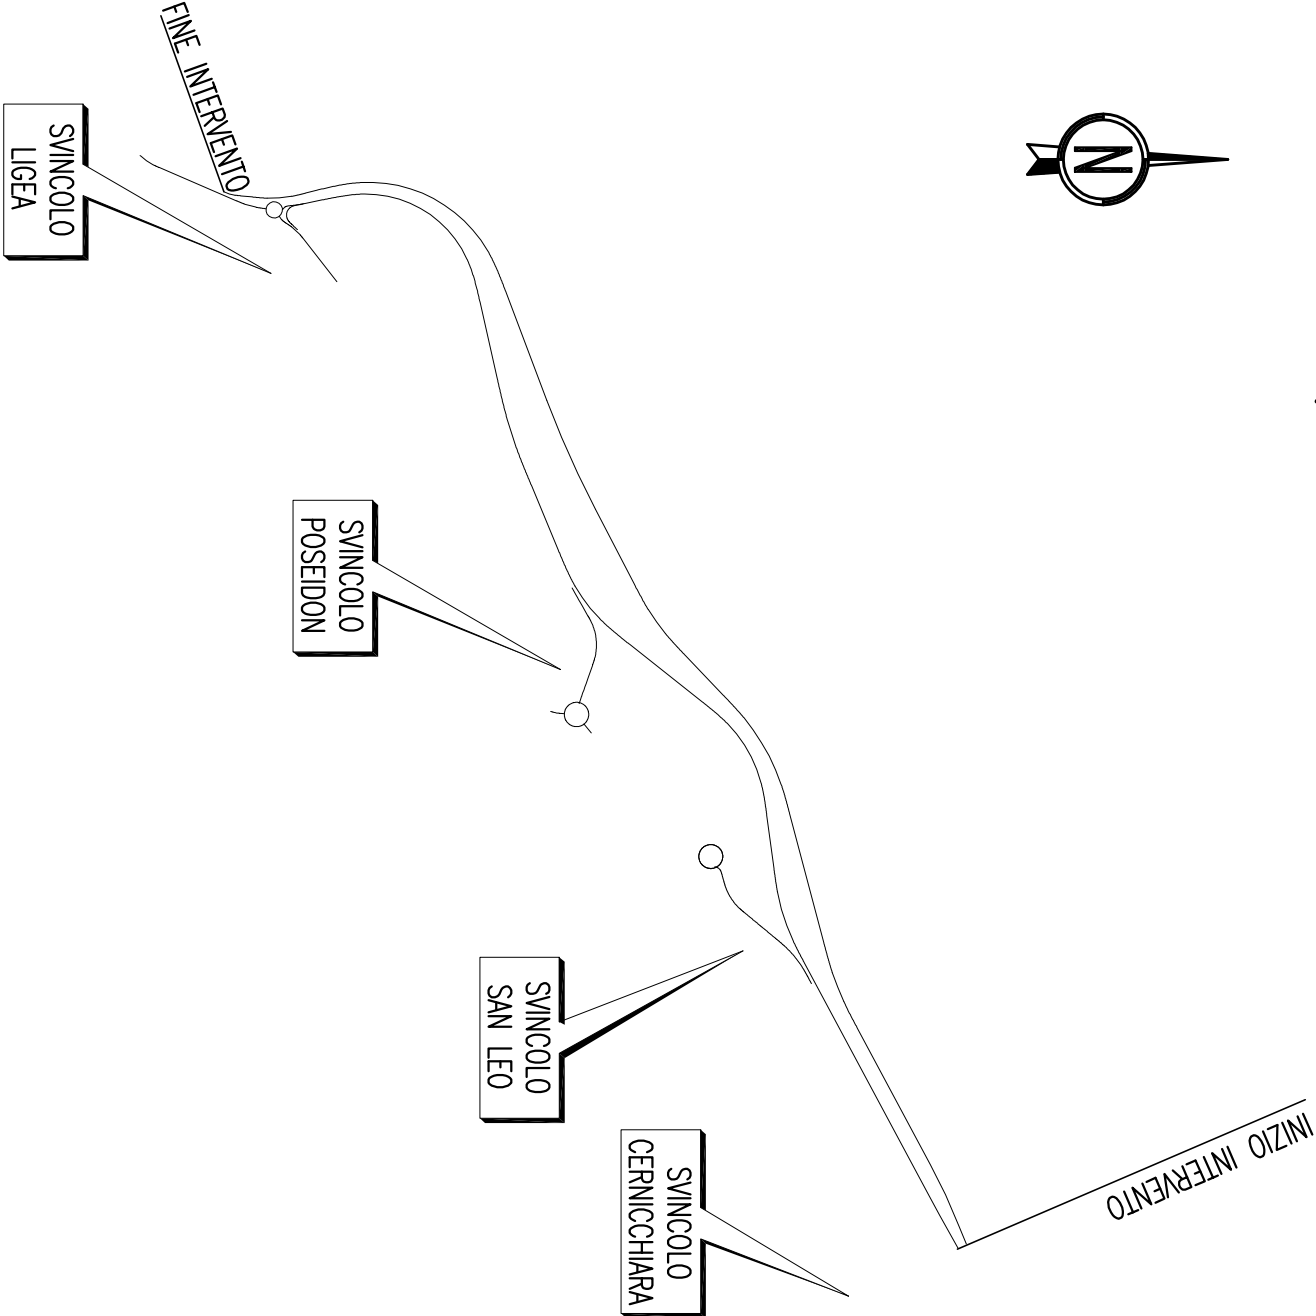 FINE INTERVENTO
SVINCOLO
LIGEA
N
SVINCOLO
POSEIDON
SVINCOLO
SAN LEO
SVINCOLO
CERNICCHIARA
INIZIO INTERVENTO